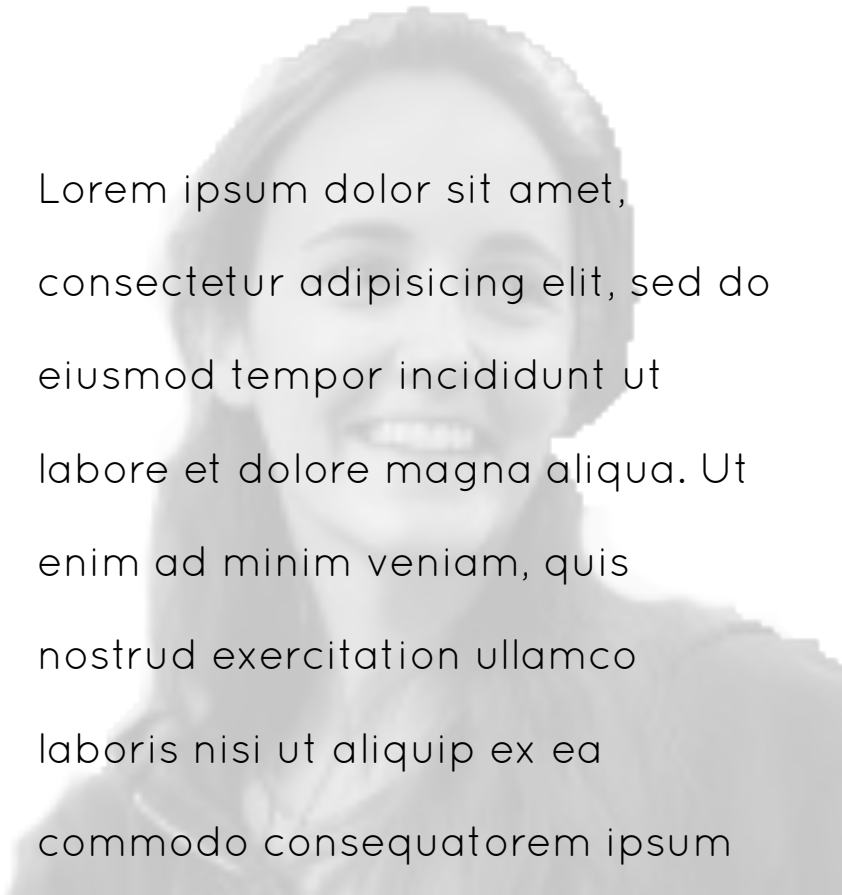 Lorem ipsum dolor sit amet,
consectetur adipisicing elit, sed do
eiusmod tempor incididunt ut
labore et dolore magna aliqua. Ut
enim ad minim veniam, quis
nostrud exercitation ullamco
laboris nisi ut aliquip ex ea
commodo consequatorem ipsum